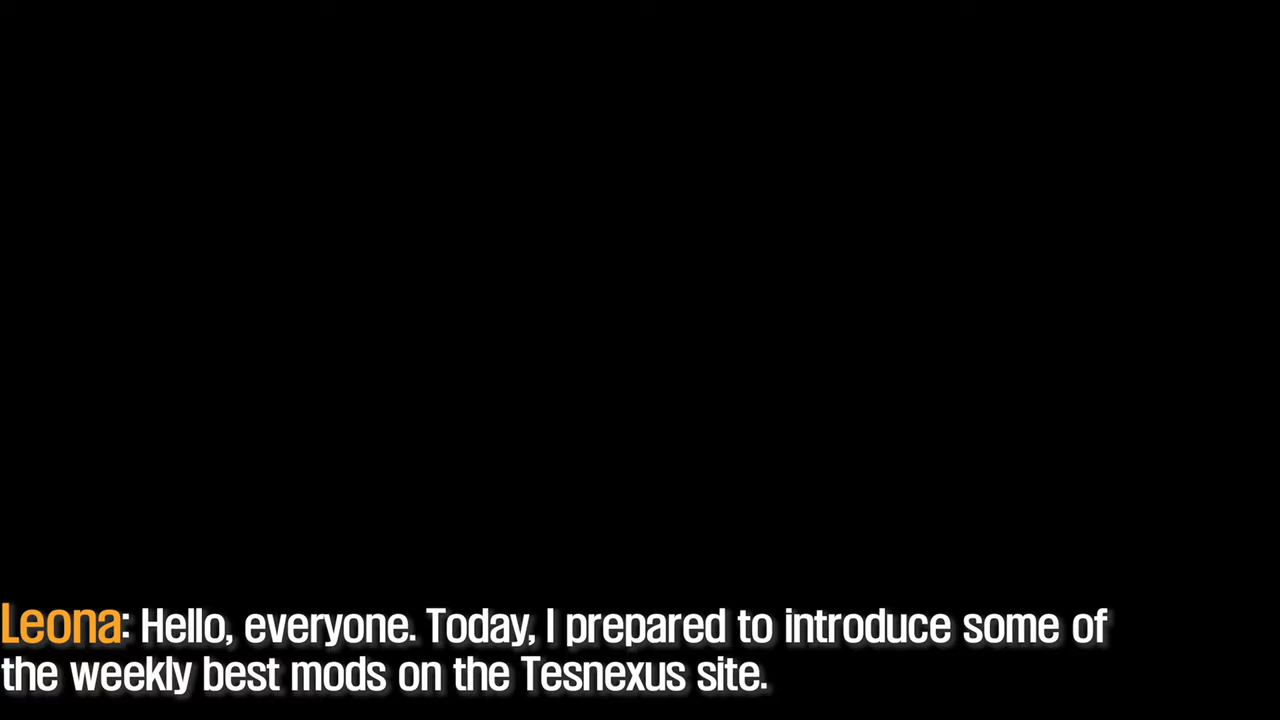 Leona: Hello, everyone. Today, I prepared to introduce some of
the weekly best mods on the Tesnexus site.